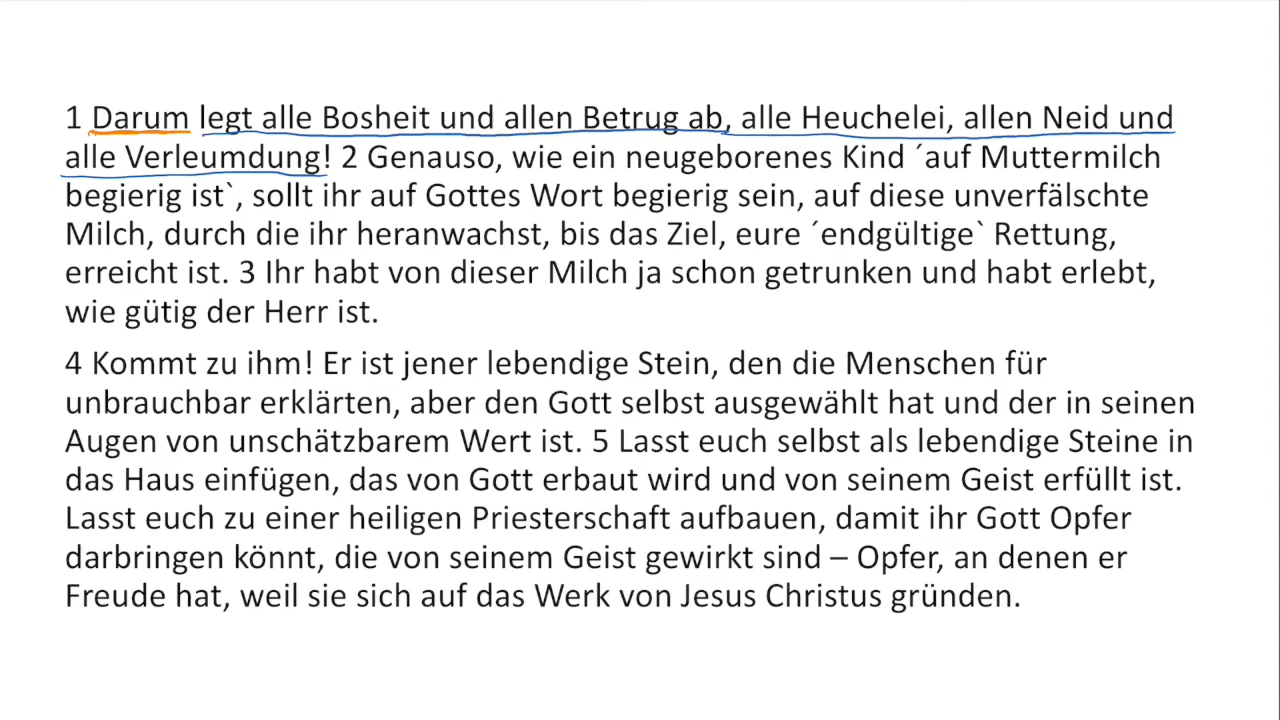 1 Darum legt alle Bosheit und allen Betrug ab, alle Heuchelei, allen Neid und
alle Verleumdung! 2 Genauso, wie ein neugeborenes Kind ´auf Muttermilch
begierig ist`, sollt ihr auf Gottes Wort begierig sein, auf diese unverfälschte
Milch, durch die ihr heranwachst, bis das Ziel, eure ´endgültige` Rettung,
erreicht ist. 3 Ihr habt von dieser Milch ja schon getrunken und habt erlebt,
wie gütig der Herr ist.
4 Kommt zu ihm! Er ist jener lebendige Stein, den die Menschen für
unbrauchbar erklärten, aber den Gott selbst ausgewählt hat und der in seinen
Augen von unschätzbarem Wert ist. 5 Lasst euch selbst als lebendige Steine in
das Haus einfügen, das von Gott erbaut wird und von seinem Geist erfüllt ist.
Lasst euch zu einer heiligen Priesterschaft aufbauen, damit ihr Gott Opfer
darbringen könnt, die von seinem Geist gewirkt sind – Opfer, an denen er
Freude hat, weil sie sich auf das Werk von Jesus Christus gründen.